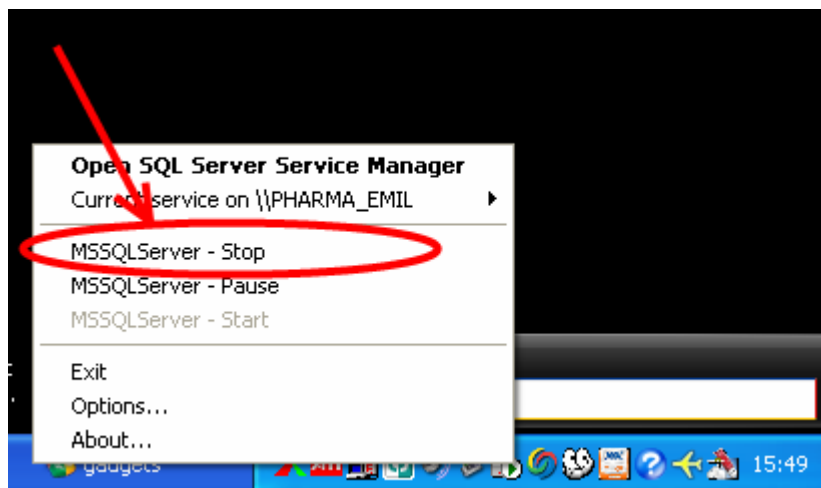 Open SQL Server Service Manager
Current service on \\PHARMA_EMIL
MSSQLServer - Stop
MSSQLServer - Pause
MSSQLServer - Start
Exit
Options...
About...
gadgets
15:49